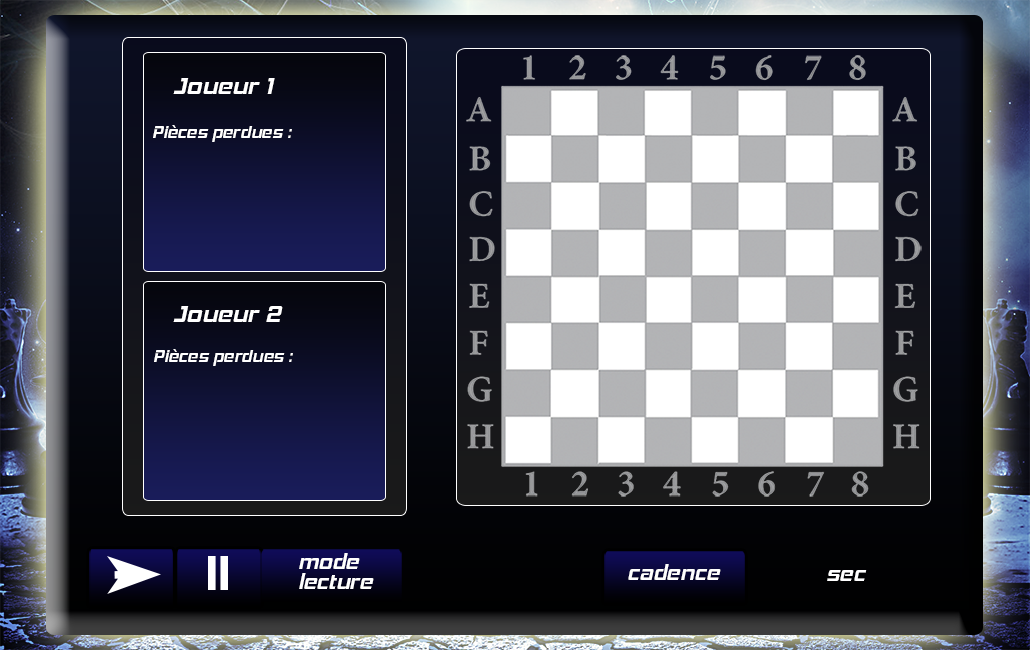 Joueur 1
Pièces perdues :
Joueur 2
Pièces perdues :
1 2 3 4 5 6 7 8
A A
B B
C C
D D
E E
F F
G G
H H
1 2 3 4 5 6 7 8
mode
lecture
cadence
sec